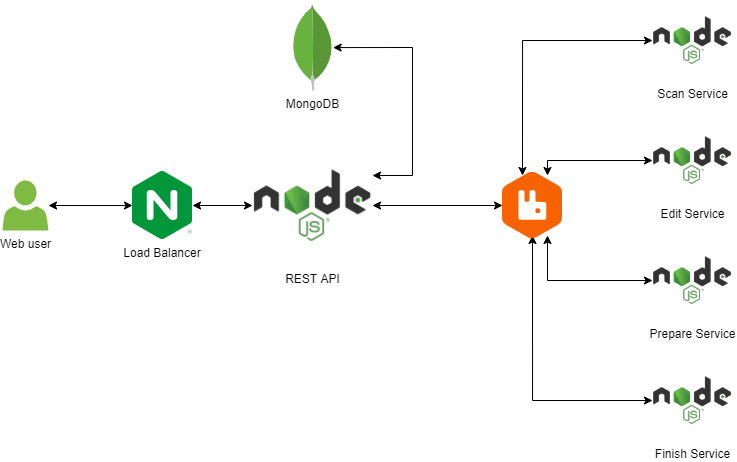 node
JS
Scan Service
MongoDB
node
JS
Edit Service
N
node
JS
Web user
Load Balancer
REST API
node
JS
Prepare Service
node
JS
Finish Service